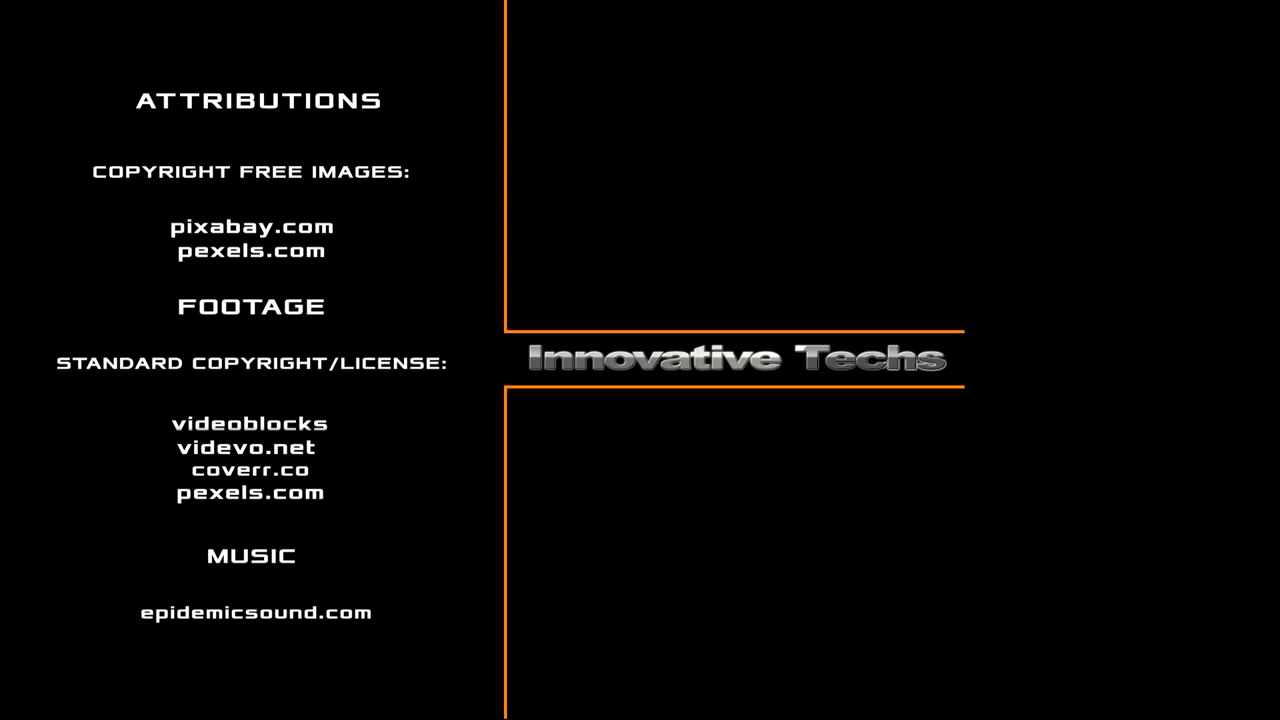 ATTRIBUTIONS
COPYRIGHT FREE IMAGES:
pixabay.com
pexels.com
FOOTAGE
STANDARD COPYRIGHT/LICENSE:
videoblocks
videvo.net
coverr.co
pexels.com
MUSIC
epidemicsound.com
Innovative Techs